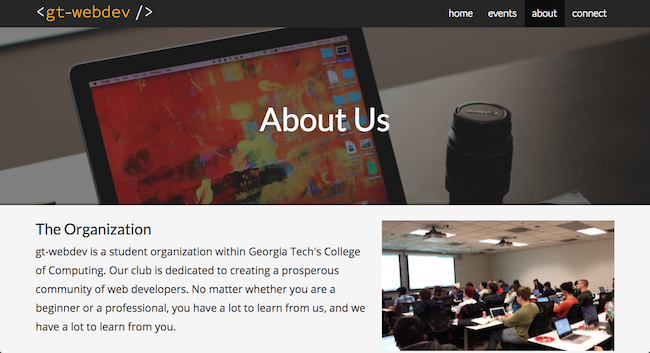 <gt-webdev />
home events about connect
About Us
The Organization
gt-webdev is a student organization within Georgia Tech's College
of Computing. Our club is dedicated to creating a prosperous
community of web developers. No matter whether you are a
beginner or a professional, you have a lot to learn from us, and we
have a lot to learn from you.